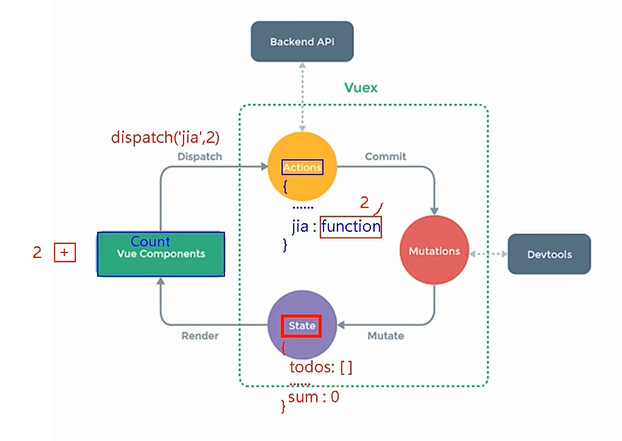 Backend API
Vuex
dispatch('jia',2)
Dispatch
Actions
Commit
{
......
2
jia : function
}
Count
2 +
Vue Components
Mutations
Devtools
State
Render
Mutate
{
todos: [ ]
.....
sum : 0
}